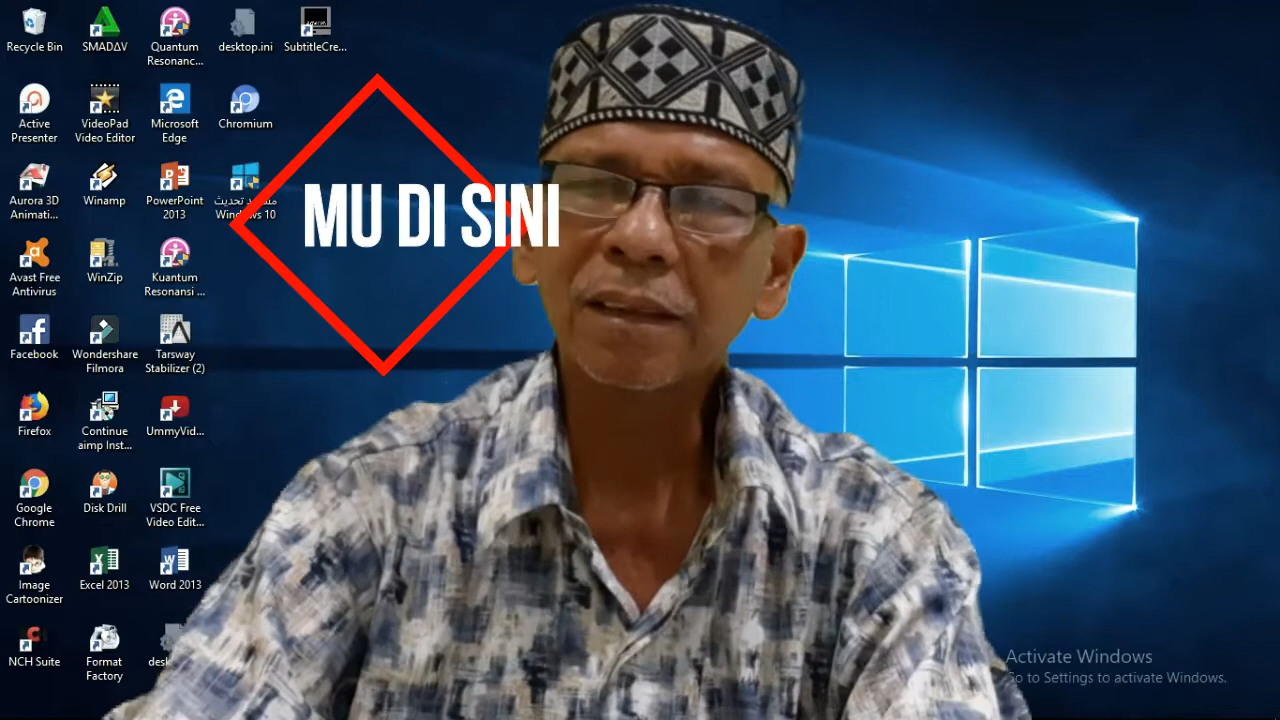 Recycle Bin
SMADΔV
Quantum
Resonanc...
desktop.ini
SubtitleCre...
Active
Presenter
VideoPad
Video Editor
Microsoft
Edge
Chromium
Aurora 3D
Animati...
Winamp
PowerPoint
2013
Windows 10
MU DI SINI
Avast Free
Antivirus
WinZip
Kuantum
Resonansi ...
Facebook
Wondershare
Filmora
Tarsway
Stabilizer (2)
Firefox
Continue
aimp Inst...
UmmyVid...
Google
Chrome
Disk Drill
VSDC Free
Video Edit...
Image
Cartoonizer
Excel 2013
Word 2013
NCH Suite
Format
Factory
Activate Windows
Go to Settings to activate Windows.